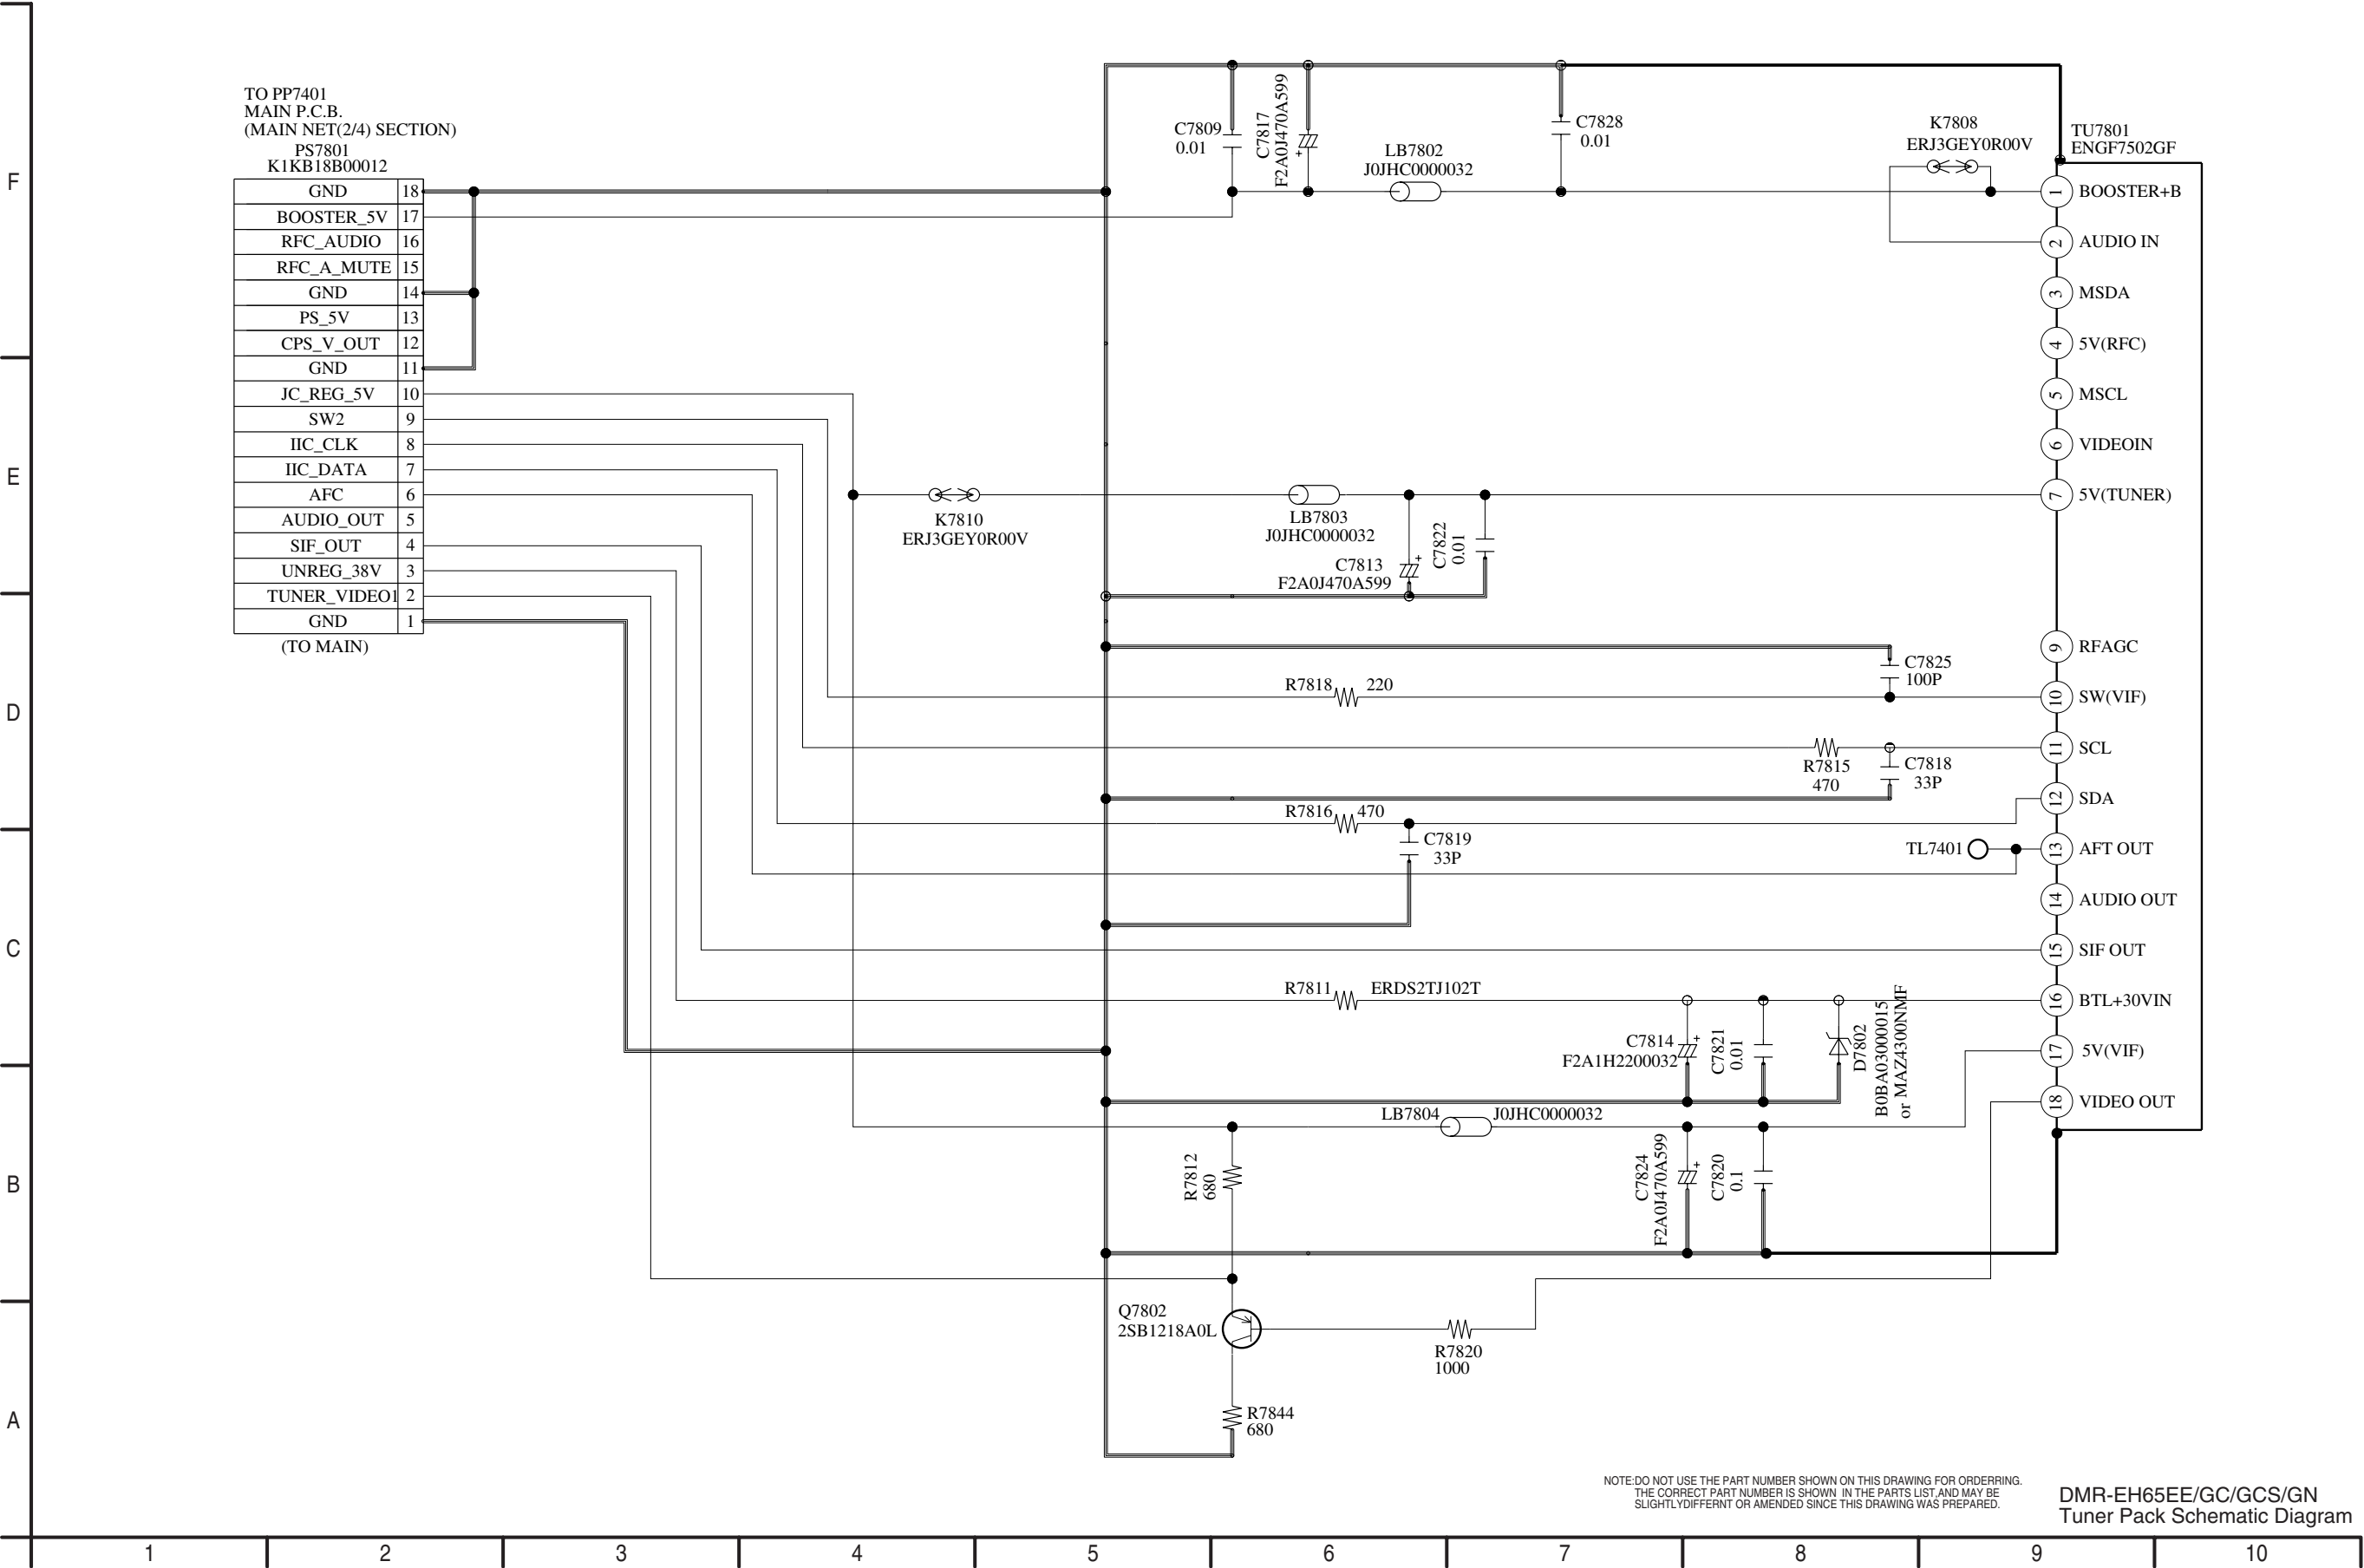 TO PP7401
MAIN P.C.B.
(MAIN NET(2/4) SECTION)
PS7801
K1KB18B00012
GND 18
BOOSTER_5V 17
RFC_AUDIO 16
RFC_A_MUTE 15
GND 14
PS_5V 13
CPS_V_OUT 12
GND 11
JC_REG_5V 10
SW2 9
IIC_CLK 8
IIC_DATA 7
AFC 6
AUDIO_OUT 5
SIF_OUT 4
UNREG_38V 3
TUNER_VIDEO1 2
GND 1
(TO MAIN)
C7809
0.01
C7817
F2A0J470A599
+
LB7802
J0JHC0000032
C7828
0.01
K7808
ERJ3GEY0R00V
TU7801
ENGF7502GF
1 BOOSTER+B
2 AUDIO IN
3 MSDA
4 5V(RFC)
5 MSCL
6 VIDEOIN
7 5V(TUNER)
9 RFAGC
10 SW(VIF)
11 SCL
12 SDA
13 AFT OUT
14 AUDIO OUT
15 SIF OUT
16 BTL+30VIN
17 5V(VIF)
18 VIDEO OUT
K7810
ERJ3GEY0R00V
LB7803
J0JHC0000032
C7813
F2A0J470A599
+
C7822
0.01
C7825
100P
R7818 220
R7815
470
C7818
33P
R7816 470
C7819
33P
TL7401
R7811 ERDS2TJ102T
C7814
F2A1H2200032
+
C7821
0.01
D7802
B0BA03000015
or MAZ4300NMF
LB7804 J0JHC0000032
R7812
680
C7824
F2A0J470A599
+
C7820
0.1
Q7802
2SB1218A0L
R7820
1000
R7844
680
NOTE:DO NOT USE THE PART NUMBER SHOWN ON THIS DRAWING FOR ORDERRING.
THE CORRECT PART NUMBER IS SHOWN IN THE PARTS LIST,AND MAY BE
SLIGHTLYDIFFERNT OR AMENDED SINCE THIS DRAWING WAS PREPARED.
DMR-EH65EE/GC/GCS/GN
Tuner Pack Schematic Diagram
F
E
D
C
B
A
1 2 3 4 5 6 7 8 9 10